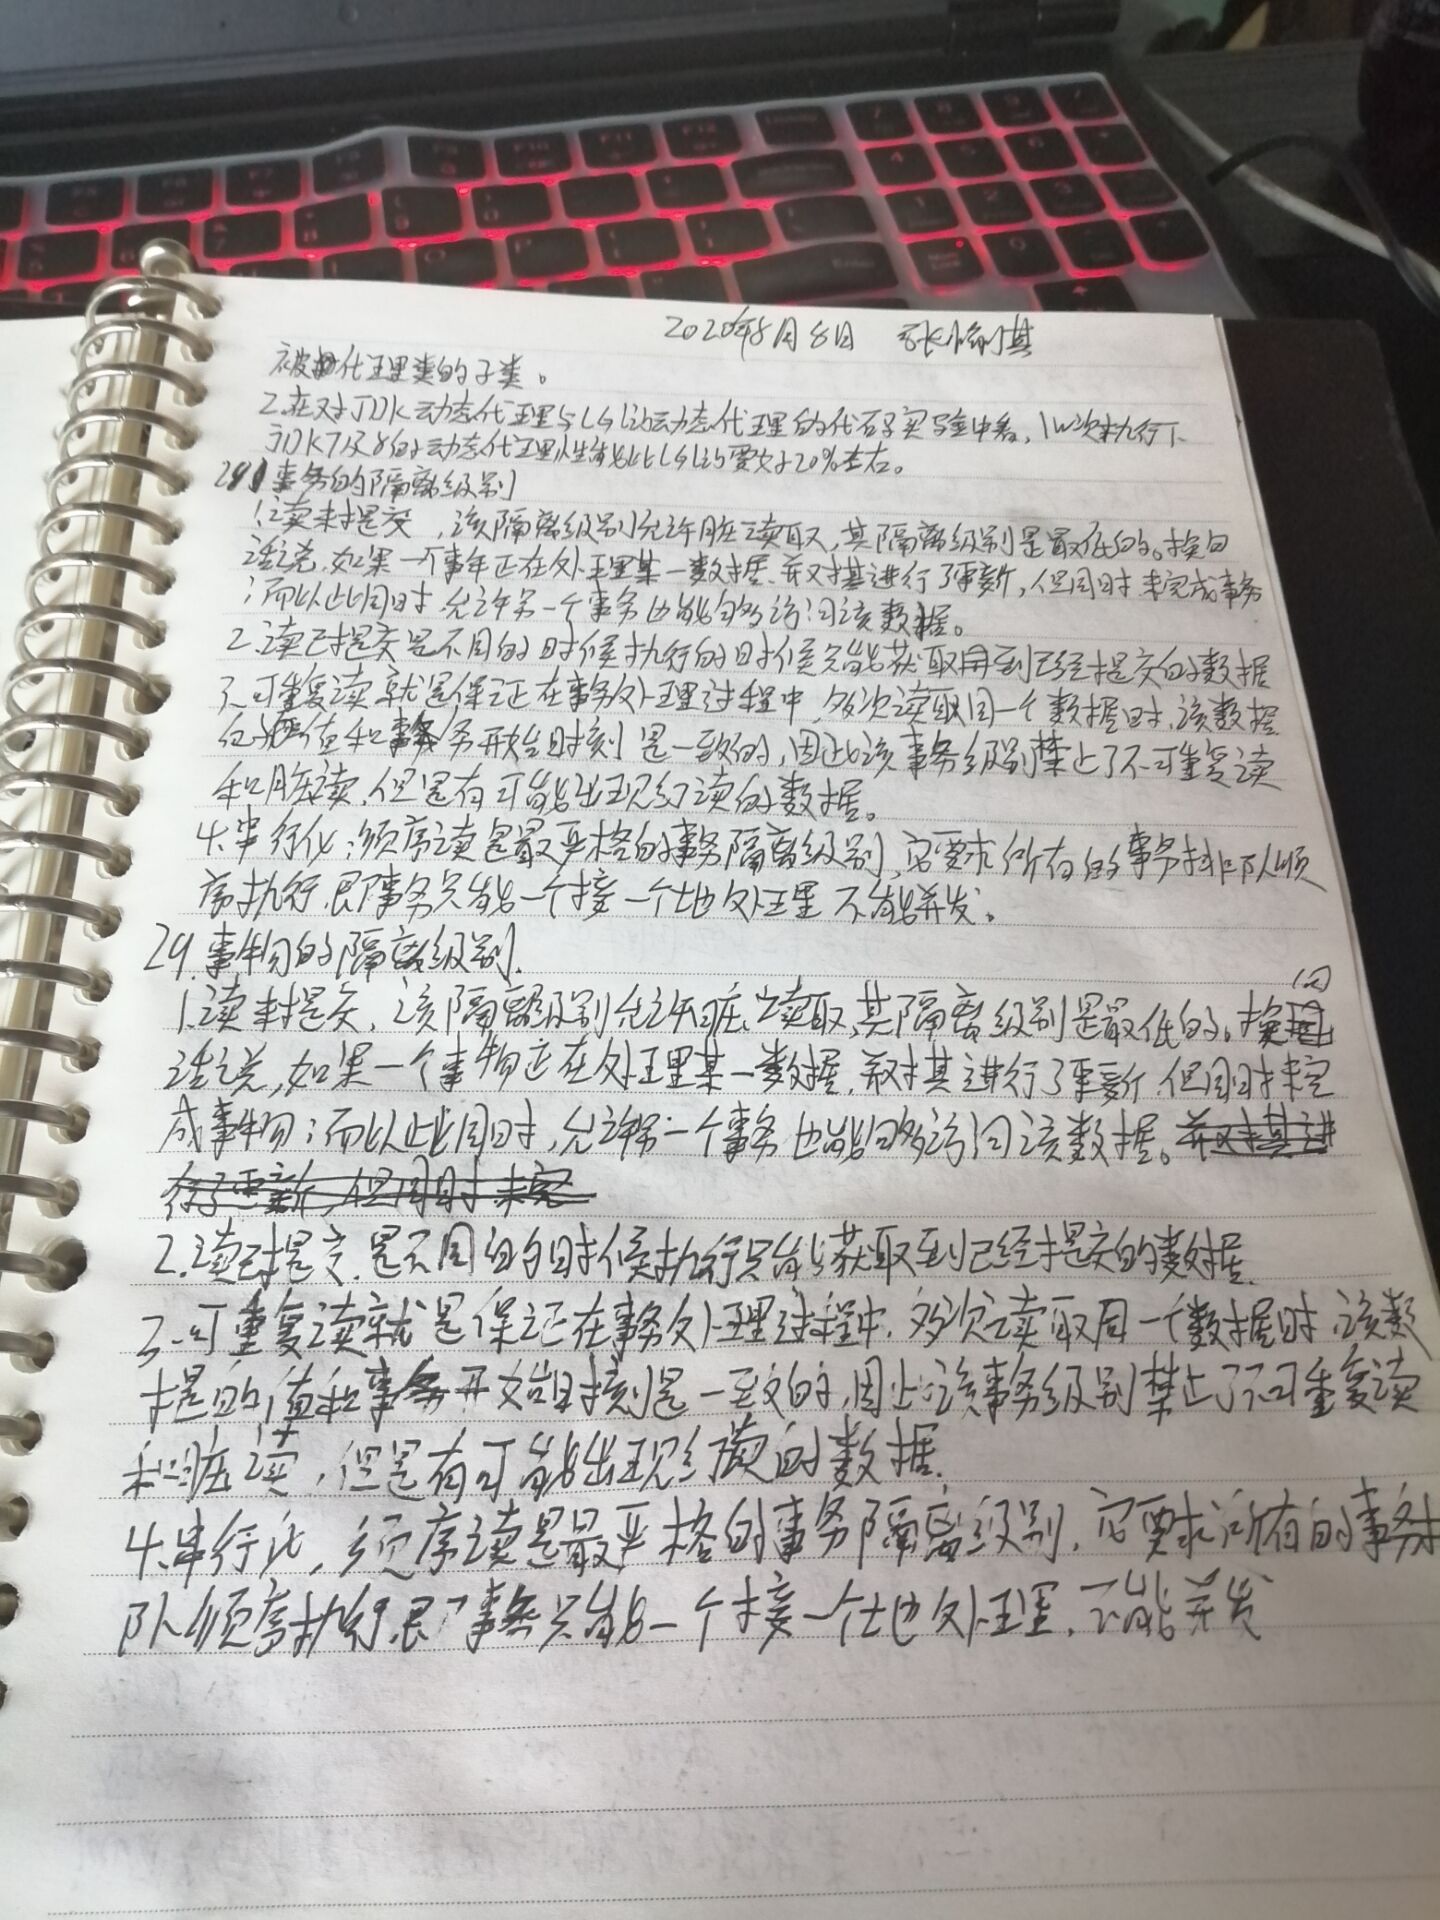 2020年8月8日 张
被代理类的子类。
2.在对JDK动态代理与CGlib动态代理的代码实验中看,1W次执行下
JDK7及8的动态代理性能比CGlib要好20%左右。
29 事务的隔离级别
1.读未提交,该隔离级别允许脏读取,其隔离级别是最低的。换句
话说,如果一个事务正在处理某一数据、并对其进行了更新,但同时未完成事务
;而以此同时,允许另一个事务也能够访问该数据。
2.读已提交是不同的时候执行的时候只能获取到已经提交的数据
3.可重复读就是保证在事务处理过程中,多次读取同一个数据时,该数据
的值和事务开始时刻是一致的,因此该事务级别禁止了不可重复读
和脏读,但是有可能出现幻读的数据。
4.串行化;须序读是最严格的事务隔离级别,它要求所有的事务排队顺
序执行,即事务只能一个接一个地处理不能并发。
29.事物的隔离级别.
1.读未提交,该隔离级别允许脏读取,其隔离级别是最低的。换句
话说,如果一个事物正在处理某一数据,并对其进行了更新,但同时未完
成事物;而以此同时,允许另一个事务也能够访问该数据。并对其进
行了更新,但同时未完
2.读已提交.是不同的时候执行只能获取到已经提交的数据.
3.可重复读就是保证在事务处理过程中,多次读取同一个数据时,该数
据的值和事务开始时刻是一致的,因此该事务级别禁止了不可重复读
和脏读,但是有可能出现幻读的数据.
4.串行化,须序读是最严格的事务隔离级别,它要求所有的事务
队顺序执行,即事务只能一个接一个地处理,不能并发